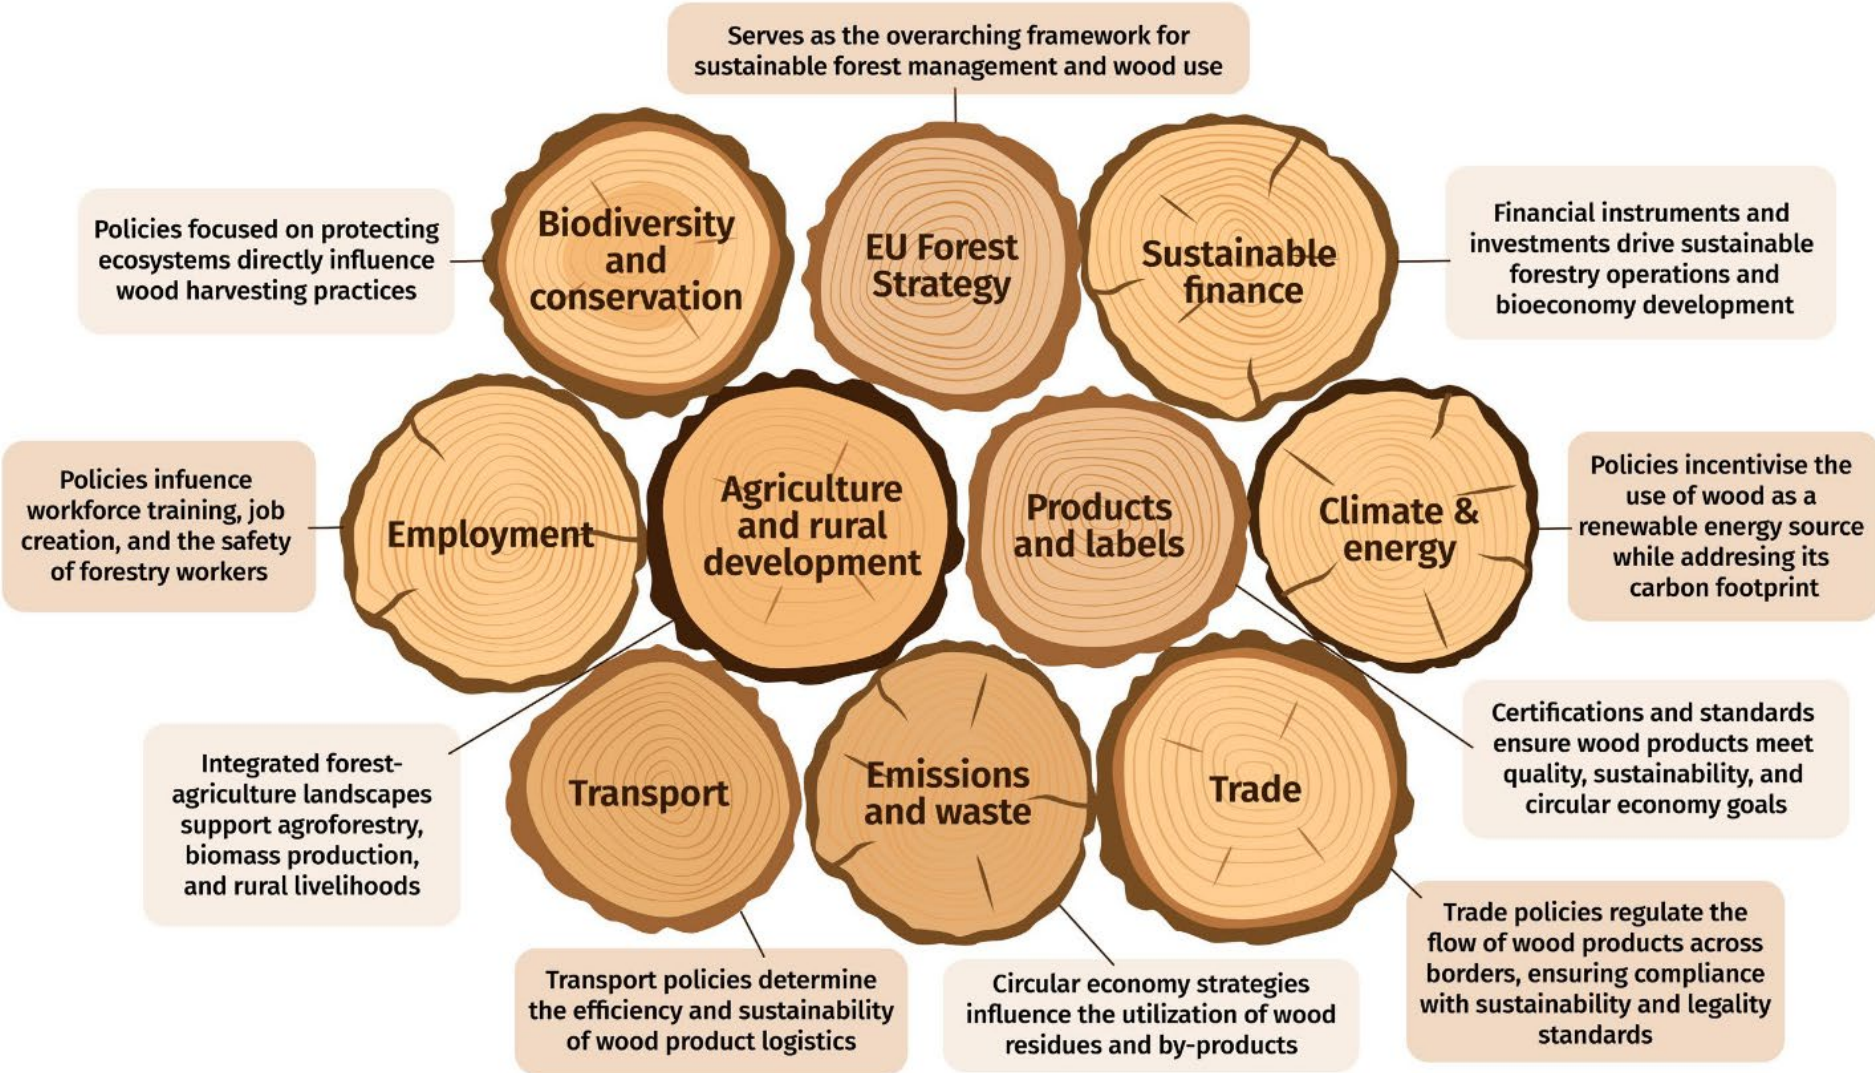 Serves as the overarching framework for
sustainable forest management and wood use
Biodiversity
and
conservation
EU Forest
Strategy
Sustainable
finance
Policies focused on protecting
ecosystems directly influence
wood harvesting practices
Financial instruments and
investments drive sustainable
forestry operations and
bioeconomy development
Policies infuence
workforce training, job
creation, and the safety
of forestry workers
Employment
Agriculture
and rural
development
Products
and labels
Climate &
energy
Policies incentivise the
use of wood as a
renewable energy source
while addresing its
carbon footprint
Integrated forest-
agriculture landscapes
support agroforestry,
biomass production,
and rural livelihoods
Transport
Emissions
and waste
Trade
Certifications and standards
ensure wood products meet
quality, sustainability, and
circular economy goals
Transport policies determine
the efficiency and sustainability
of wood product logistics
Circular economy strategies
influence the utilization of wood
residues and by-products
Trade policies regulate the
flow of wood products across
borders, ensuring compliance
with sustainability and legality
standards